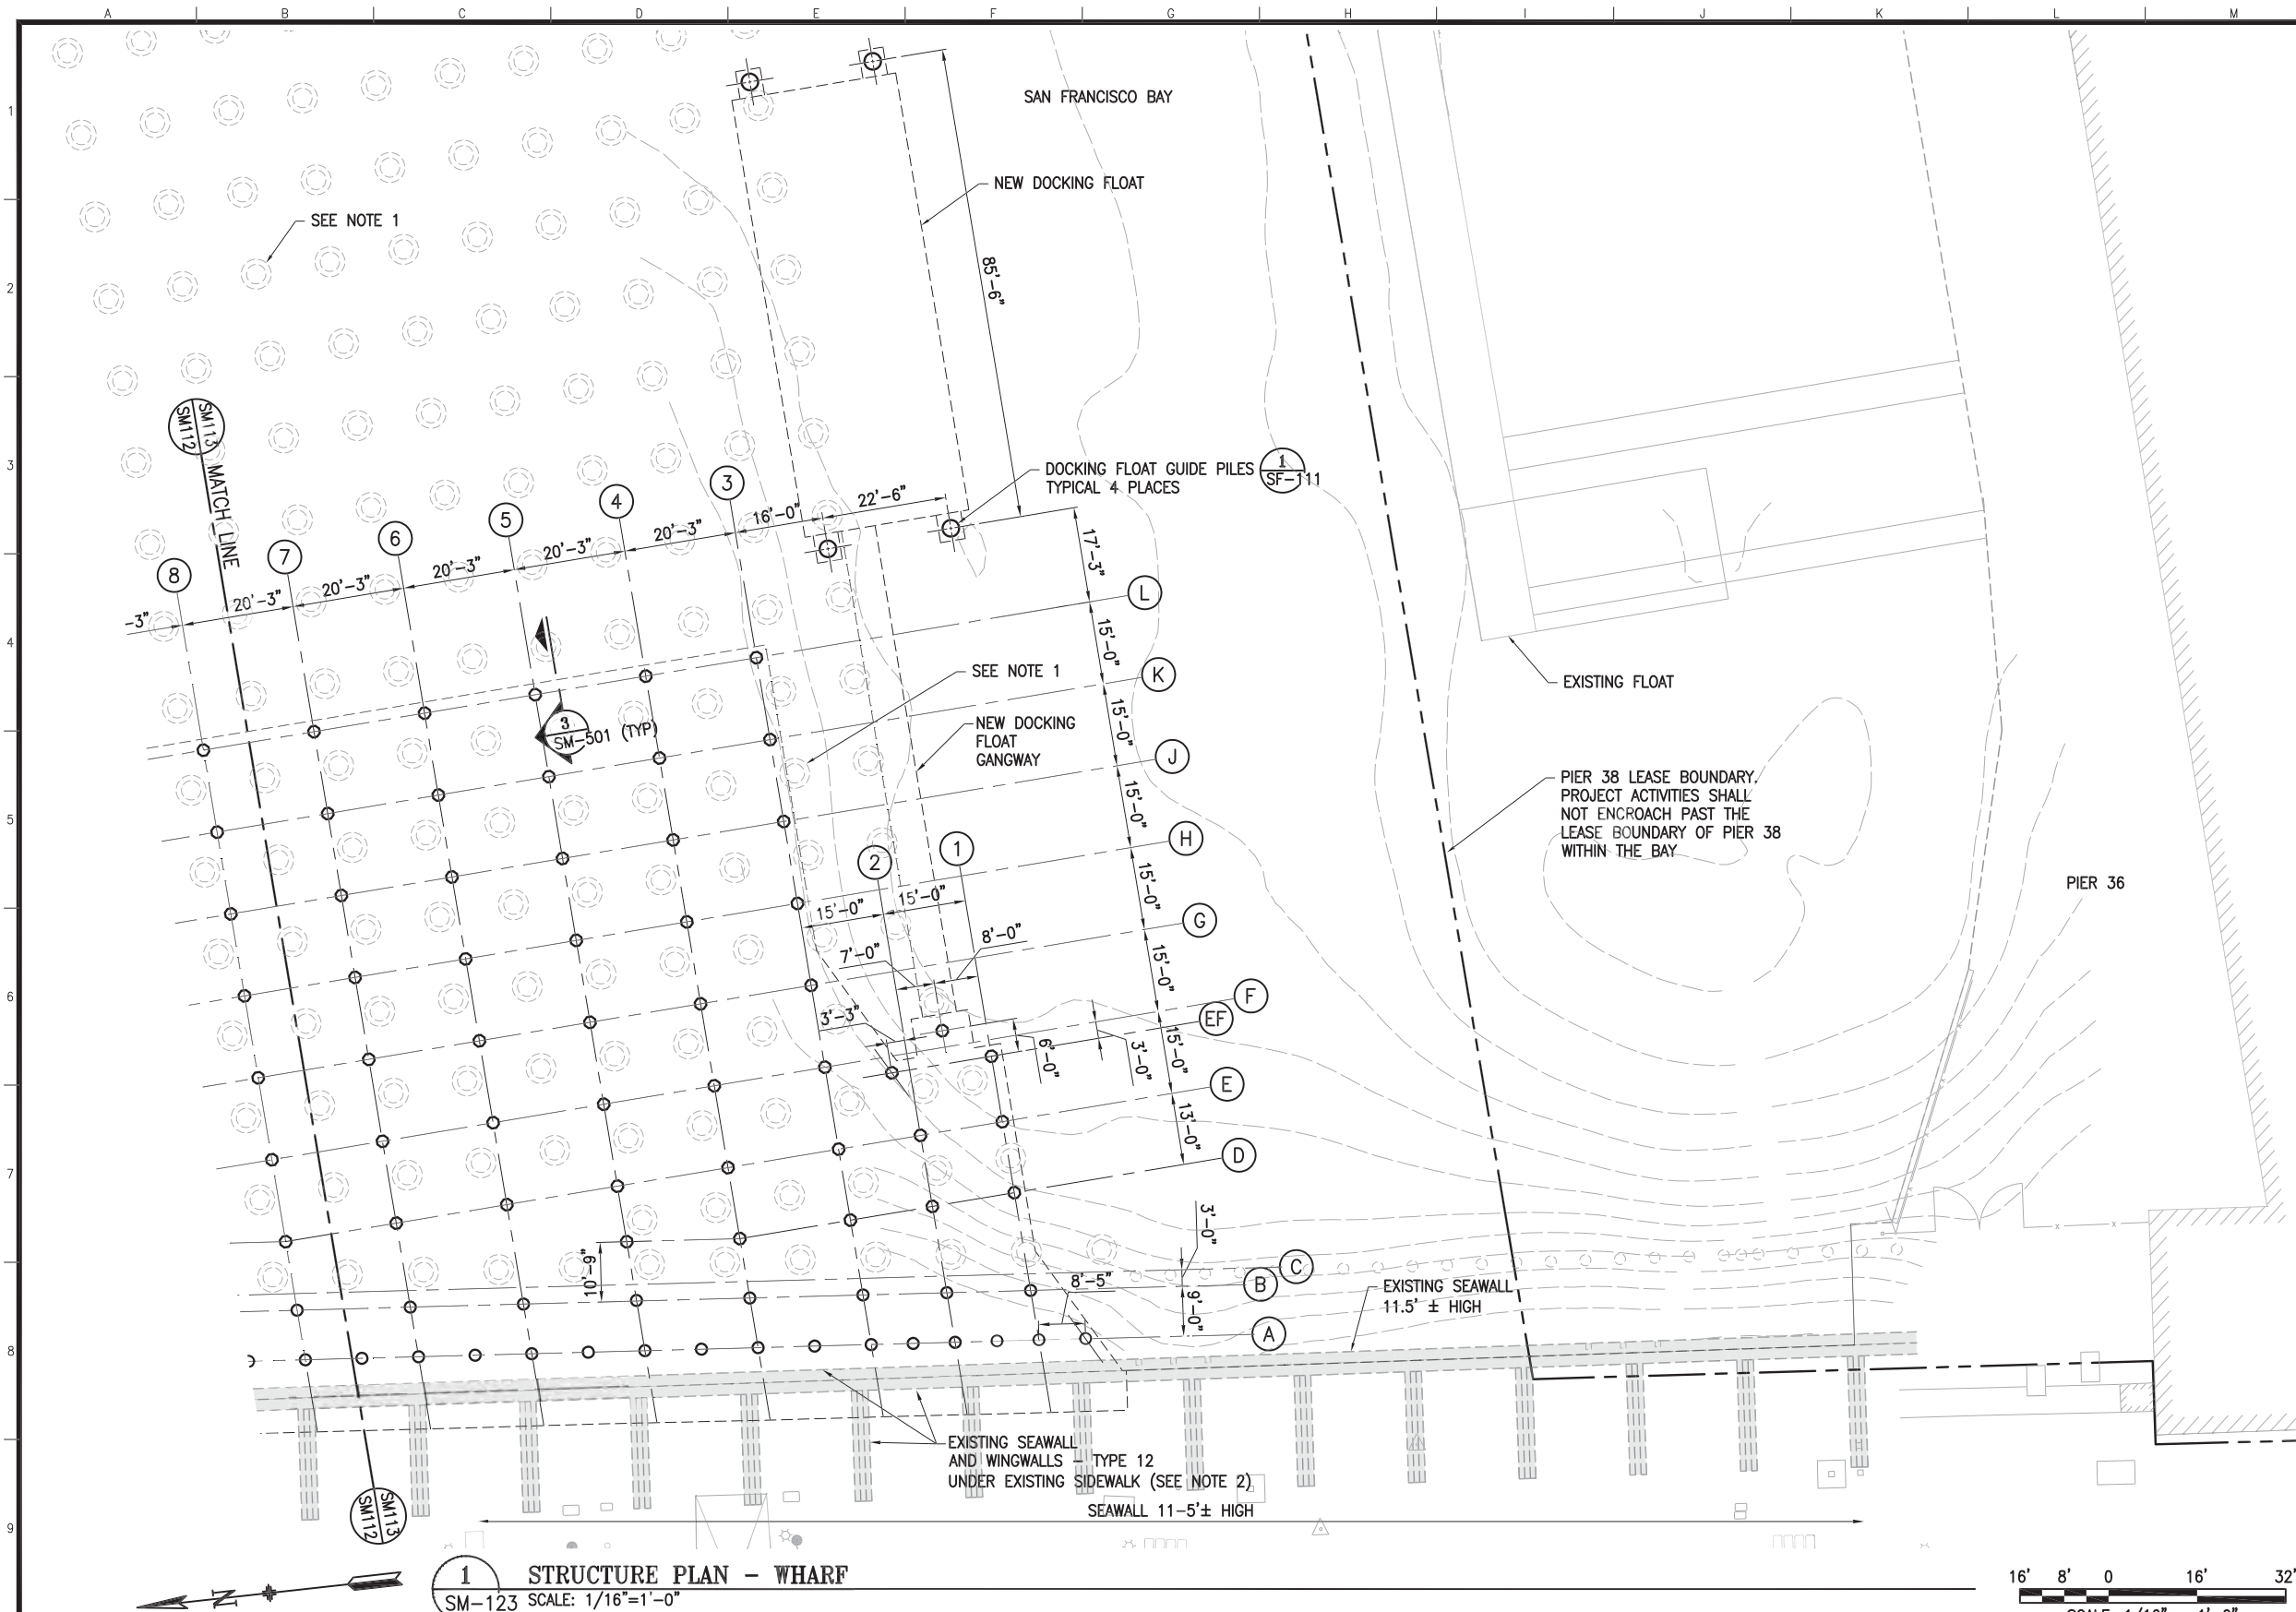 A B C D E F G H I J K L M
1
2
3
4
5
6
7
8
9
SAN FRANCISCO BAY
NEW DOCKING FLOAT
SEE NOTE 1
85'-6"
SM113
SM112
MATCH LINE
DOCKING FLOAT GUIDE PILES
TYPICAL 4 PLACES
1
SF-111
8
7
6
5
4
3
-3"
20'-3"
20'-3"
20'-3"
20'-3"
20'-3"
16'-0"
22'-6"
17'-3"
L
15'-0"
K
15'-0"
J
15'-0"
H
15'-0"
G
15'-0"
F
EF
15'-0"
E
13'-0"
D
3
SM-501 (TYP)
SEE NOTE 1
NEW DOCKING
FLOAT
GANGWAY
EXISTING FLOAT
PIER 38 LEASE BOUNDARY.
PROJECT ACTIVITIES SHALL
NOT ENCROACH PAST THE
LEASE BOUNDARY OF PIER 38
WITHIN THE BAY
PIER 36
2
1
15'-0"
15'-0"
7'-0"
8'-0"
3'-3"
6'-0"
3'-0"
10'-9"
3'-0"
C
B
8'-5"
9'-0"
A
EXISTING SEAWALL
11.5' ± HIGH
EXISTING SEAWALL
AND WINGWALLS - TYPE 12
UNDER EXISTING SIDEWALK (SEE NOTE 2)
SEAWALL 11-5'± HIGH
SM113
SM112
N
1
SM-123
STRUCTURE PLAN - WHARF
SCALE: 1/16"=1'-0"
16' 8' 0 16' 32'